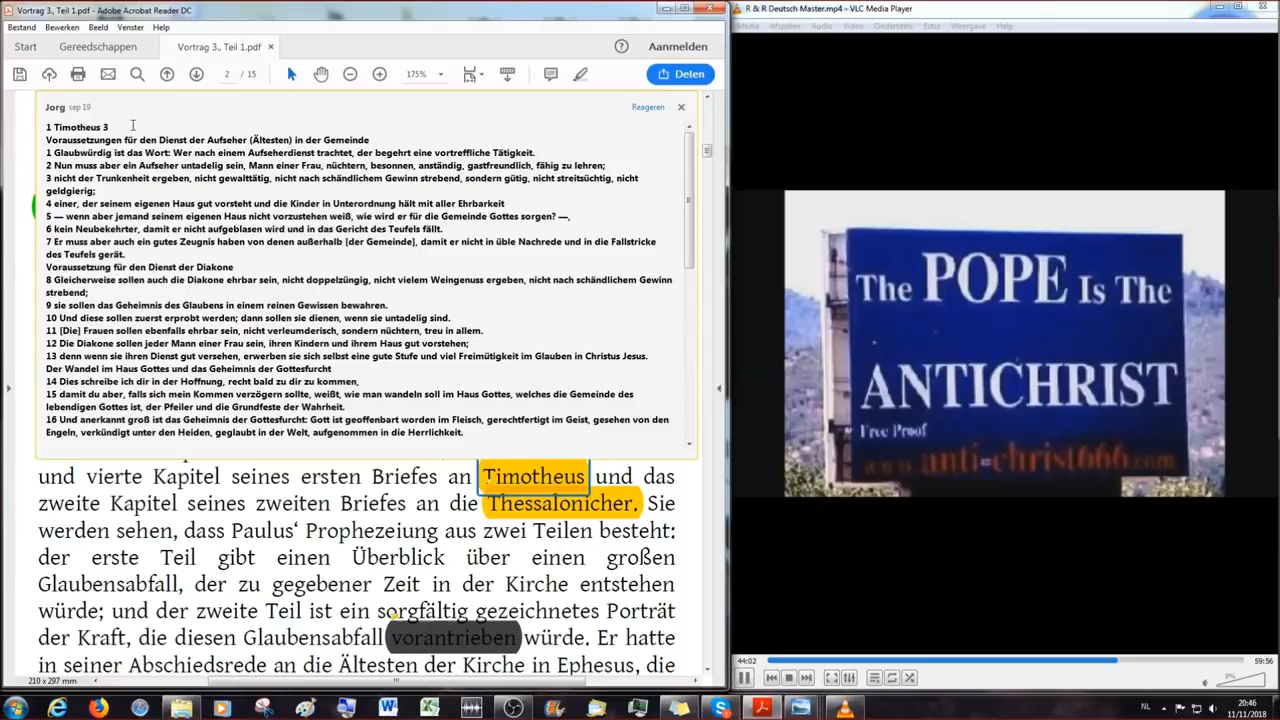 Vortrag 3., Teil 1.pdf - Adobe Acrobat Reader DC
Bestand Bewerken Beeld Venster Help
Start Gereedschappen Vortrag 3., Teil 1.pdf × Aanmelden
2 / 15 175% Delen
Jorg sep 19 Reageren
1 Timotheus 3
Voraussetzungen für den Dienst der Aufseher (Ältesten) in der Gemeinde
1 Glaubwürdig ist das Wort: Wer nach einem Aufseherdienst trachtet, der begehrt eine vortreffliche Tätigkeit.
2 Nun muss aber ein Aufseher untadelig sein, Mann einer Frau, nüchtern, besonnen, anständig, gastfreundlich, fähig zu lehren;
3 nicht der Trunkenheit ergeben, nicht gewalttätig, nicht nach schändlichem Gewinn strebend, sondern gütig, nicht streitsüchtig, nicht
geldgierig;
4 einer, der seinem eigenen Haus gut vorsteht und die Kinder in Unterordnung hält mit aller Ehrbarkeit
5 — wenn aber jemand seinem eigenen Haus nicht vorzustehen weiß, wie wird er für die Gemeinde Gottes sorgen? —,
6 kein Neubekehrter, damit er nicht aufgeblasen wird und in das Gericht des Teufels fällt.
7 Er muss aber auch ein gutes Zeugnis haben von denen außerhalb [der Gemeinde], damit er nicht in üble Nachrede und in die Fallstricke
des Teufels gerät.
Voraussetzung für den Dienst der Diakone
8 Gleicherweise sollen auch die Diakone ehrbar sein, nicht doppelzüngig, nicht vielem Weingenuss ergeben, nicht nach schändlichem Gewinn
strebend;
9 sie sollen das Geheimnis des Glaubens in einem reinen Gewissen bewahren.
10 Und diese sollen zuerst erprobt werden; dann sollen sie dienen, wenn sie untadelig sind.
11 [Die] Frauen sollen ebenfalls ehrbar sein, nicht verleumderisch, sondern nüchtern, treu in allem.
12 Die Diakone sollen jeder Mann einer Frau sein, ihren Kindern und ihrem Haus gut vorstehen;
13 denn wenn sie ihren Dienst gut versehen, erwerben sie sich selbst eine gute Stufe und viel Freimütigkeit im Glauben in Christus Jesus.
Der Wandel im Haus Gottes und das Geheimnis der Gottesfurcht
14 Dies schreibe ich dir in der Hoffnung, recht bald zu dir zu kommen,
15 damit du aber, falls sich mein Kommen verzögern sollte, weißt, wie man wandeln soll im Haus Gottes, welches die Gemeinde des
lebendigen Gottes ist, der Pfeiler und die Grundfeste der Wahrheit.
16 Und anerkannt groß ist das Geheimnis der Gottesfurcht: Gott ist geoffenbart worden im Fleisch, gerechtfertigt im Geist, gesehen von den
Engeln, verkündigt unter den Heiden, geglaubt in der Welt, aufgenommen in die Herrlichkeit.
und vierte Kapitel seines ersten Briefes an Timotheus und das
zweite Kapitel seines zweiten Briefes an die Thessalonicher. Sie
werden sehen, dass Paulus‘ Prophezeiung aus zwei Teilen besteht:
der erste Teil gibt einen Überblick über einen großen
Glaubensabfall, der zu gegebener Zeit in der Kirche entstehen
würde; und der zweite Teil ist ein sorgfältig gezeichnetes Porträt
der Kraft, die diesen Glaubensabfall vorantrieben würde. Er hatte
in seiner Abschiedsrede an die Ältesten der Kirche in Ephesus, die
210 x 297 mm
R & R Deutsch Master.mp4 - VLC Media Player
Media Afspelen Audio Video Ondertitels Extra Weergave Help
The POPE Is The
ANTICHRIST
Free Proof
www.anti-christ666.com
44:02 59:56
0%
NL 20:46
11/11/2018